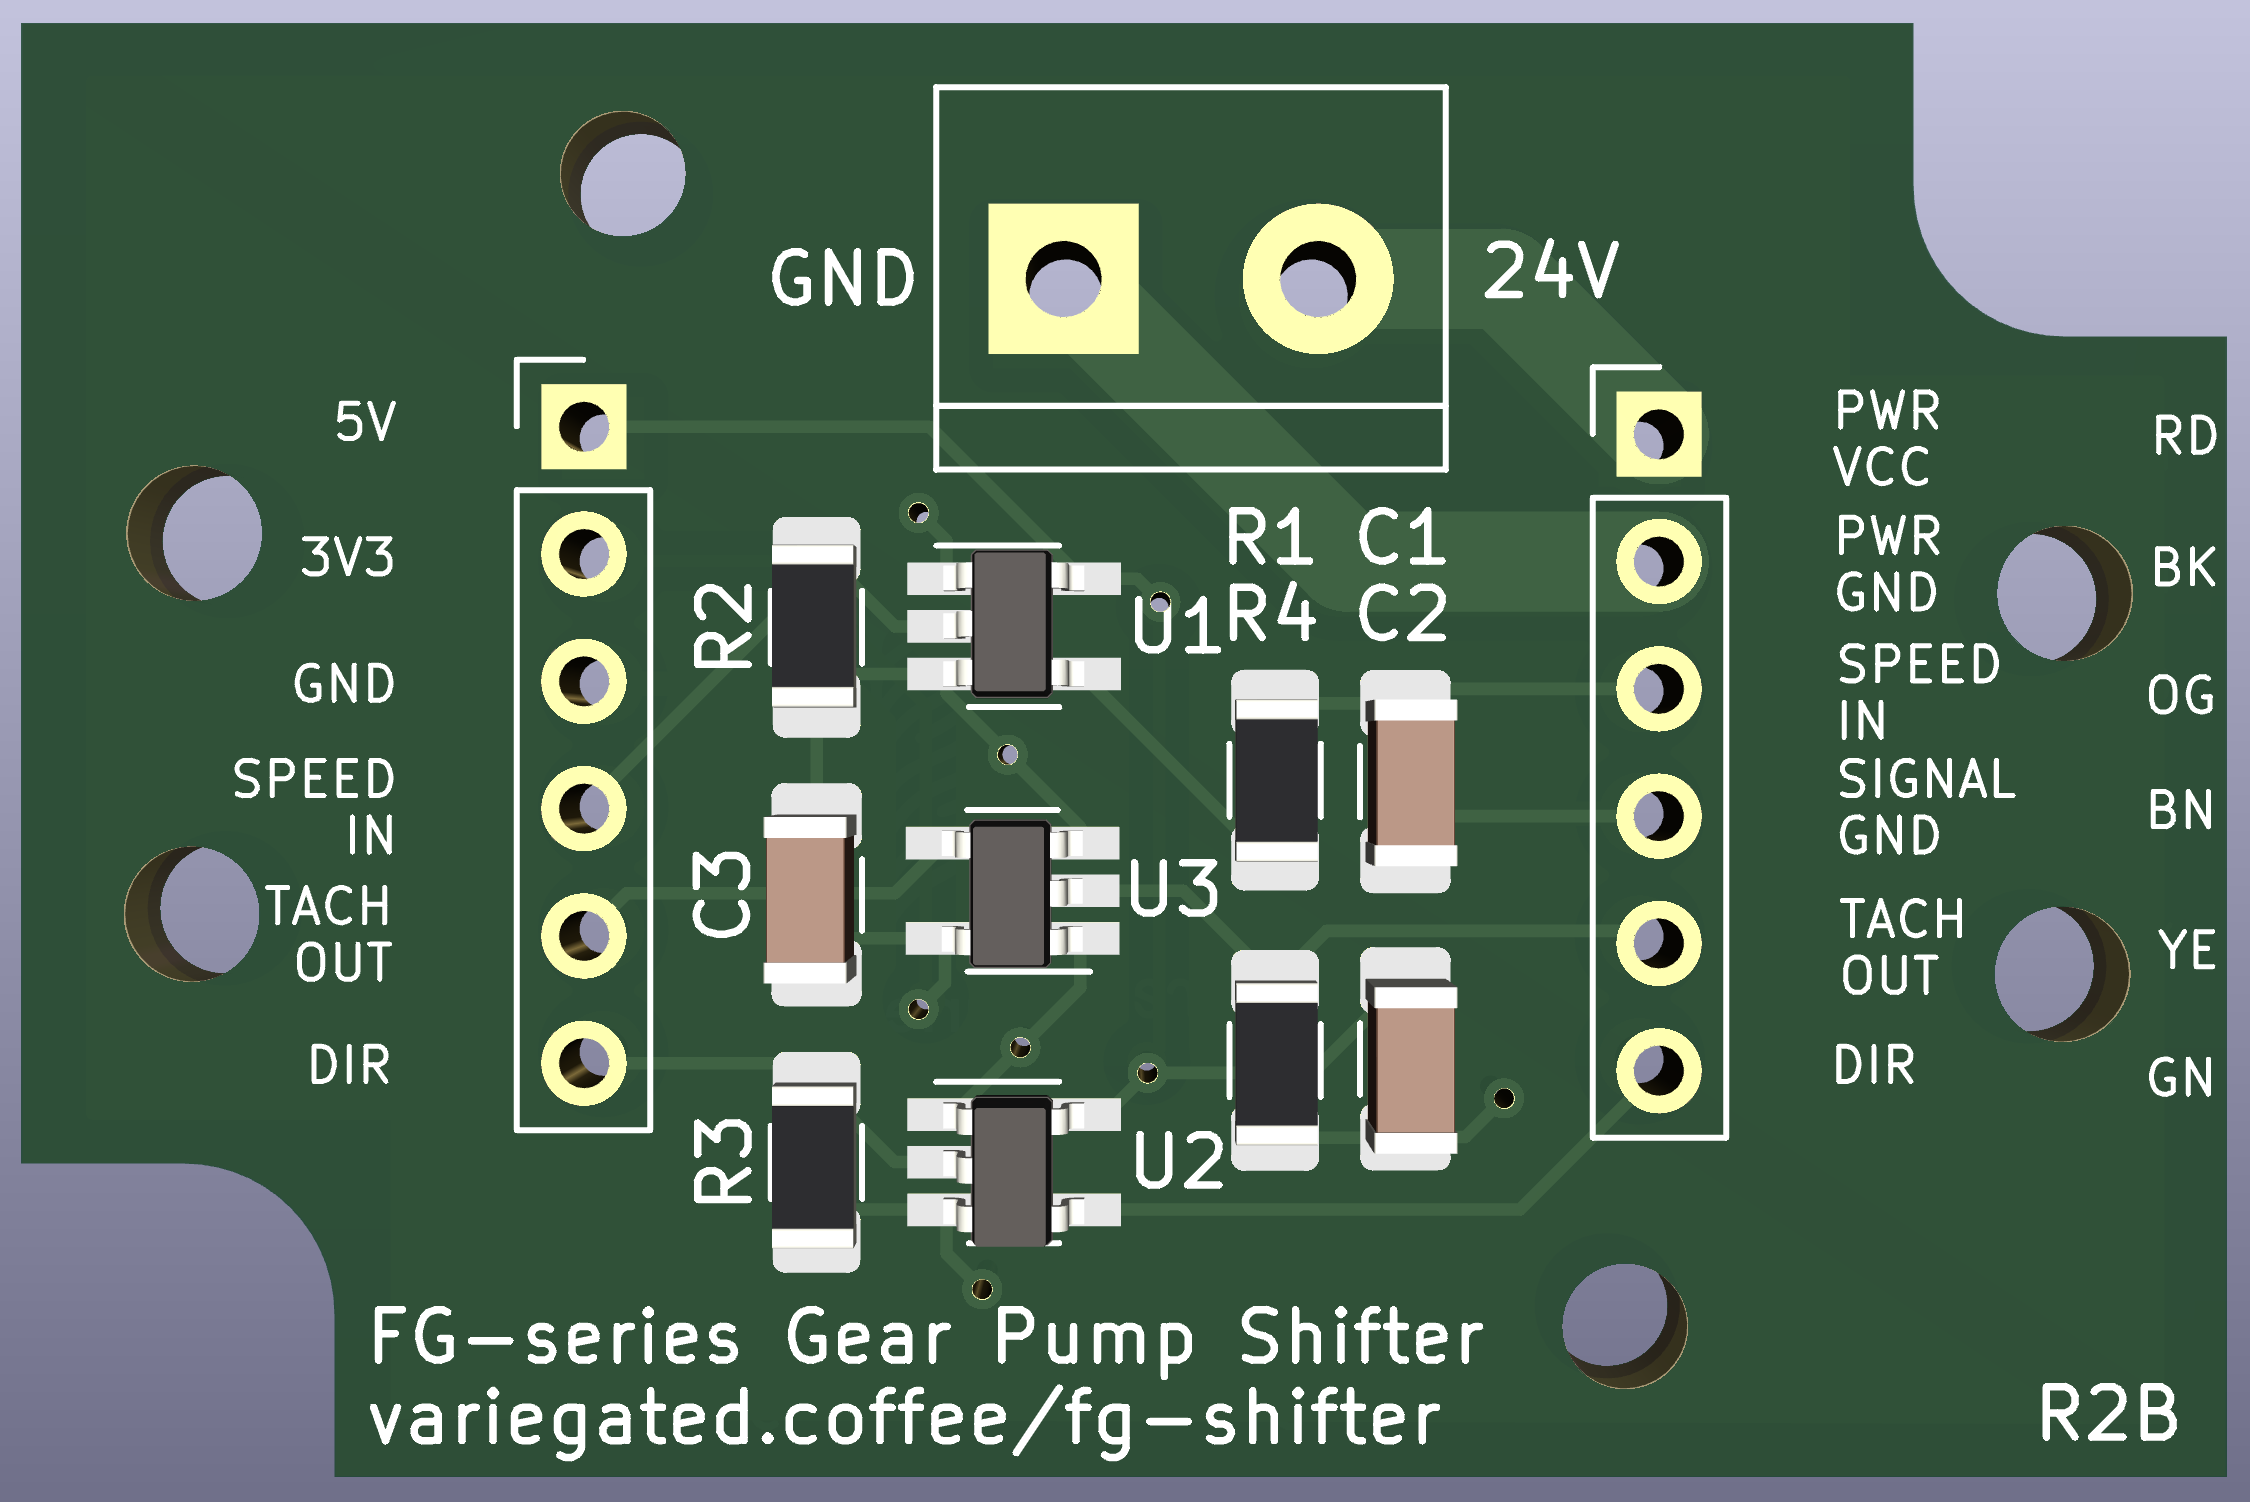 GND
24V
5V
3V3
GND
SPEED
IN
TACH
OUT
DIR
R2
C3
R3
U1
U3
U2
R1 C1
R4 C2
PWR
VCC
PWR
GND
SPEED
IN
SIGNAL
GND
TACH
OUT
DIR
RD
BK
OG
BN
YE
GN
FG-series Gear Pump Shifter
variegated.coffee/fg-shifter
R2B